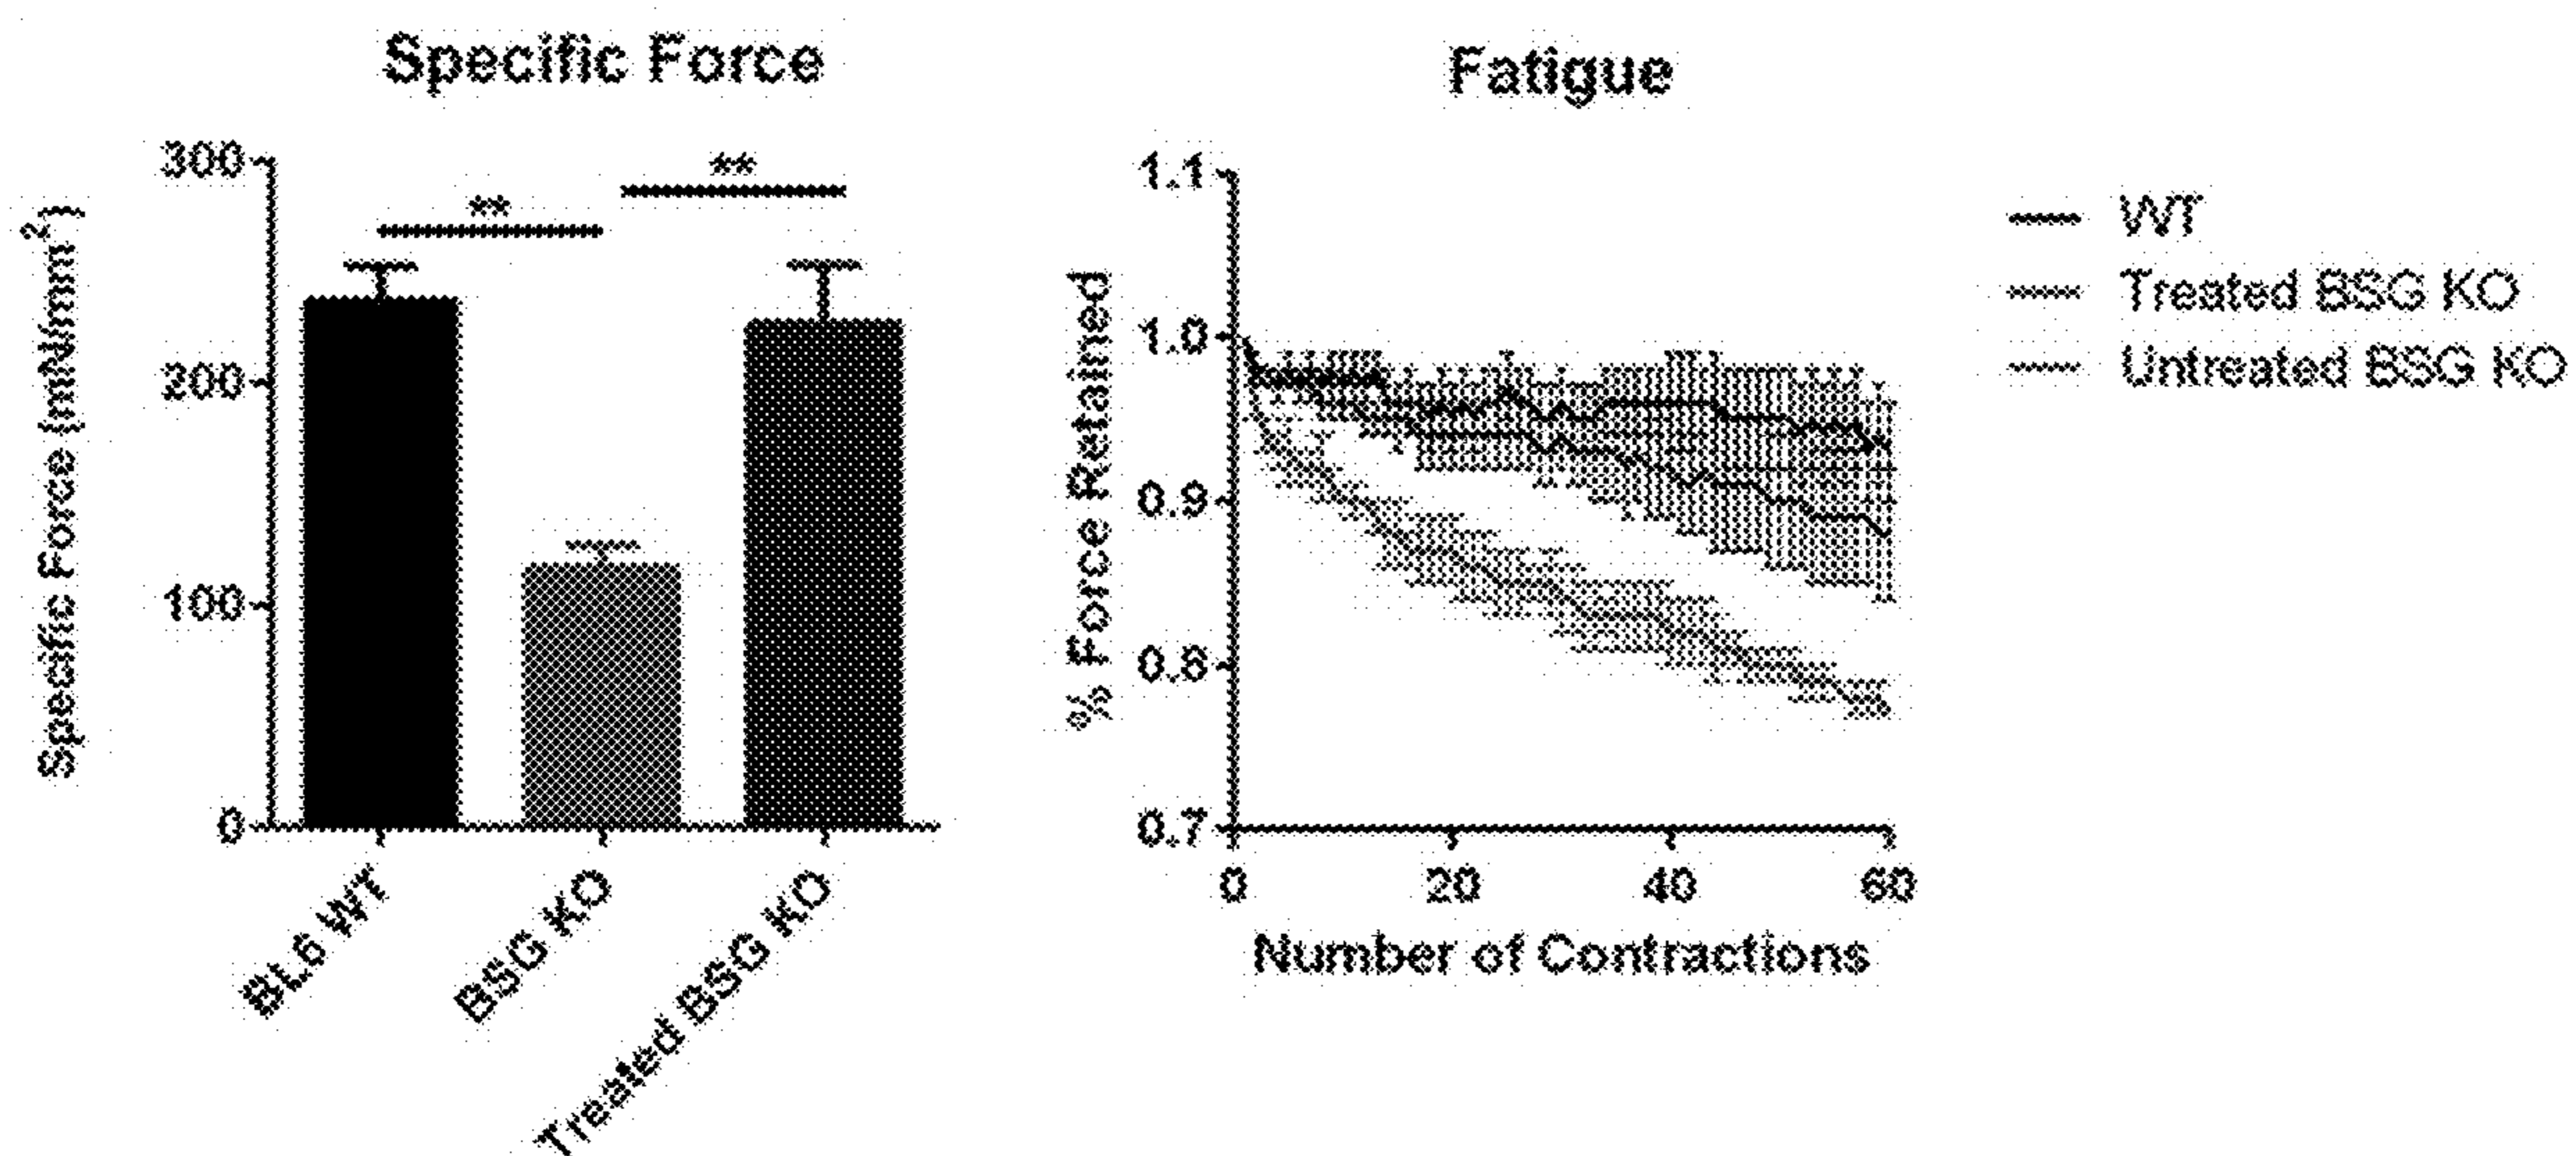 Specific Force
Specific Force (mN/mm²)
300
200
100
0
**
**
BL6 WT
BSG KO
Treated BSG KO
Fatigue
% Force Retained
1.1
1.0
0.9
0.8
0.7
0
20
40
60
Number of Contractions
WT
Treated BSG KO
Untreated BSG KO